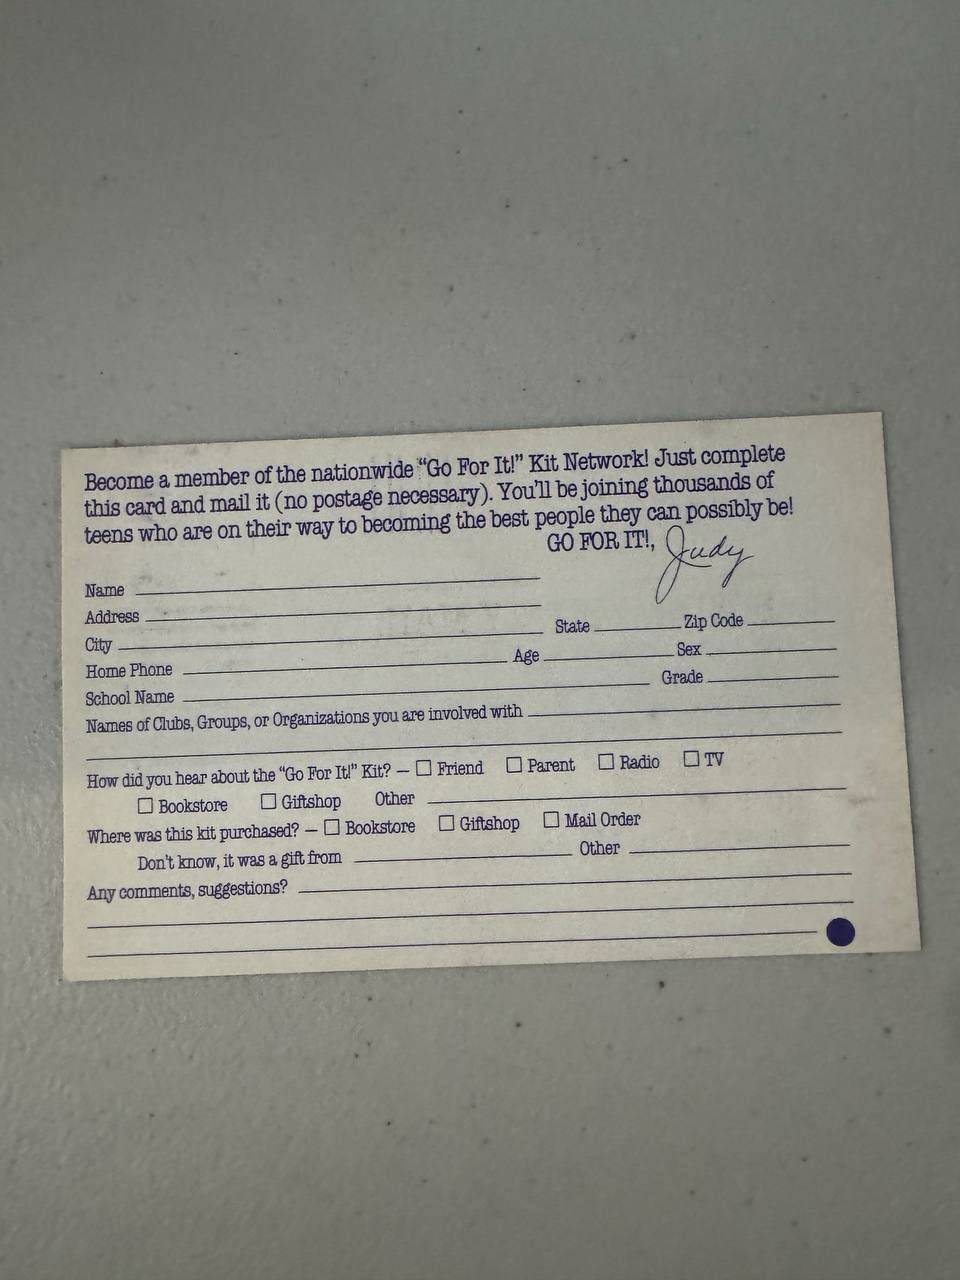 Become a member of the nationwide "Go For It!" Kit Network! Just complete
this card and mail it (no postage necessary). You'll be joining thousands of
teens who are on their way to becoming the best people they can possibly be!
GO FOR IT!, Judy
Name
Address
City State Zip Code
Home Phone Age Sex
School Name Grade
Names of Clubs, Groups, or Organizations you are involved with
How did you hear about the "Go For It!" Kit? — ☐ Friend ☐ Parent ☐ Radio ☐ TV
☐ Bookstore ☐ Giftshop Other
Where was this kit purchased? — ☐ Bookstore ☐ Giftshop ☐ Mail Order
Don't know, it was a gift from Other
Any comments, suggestions?